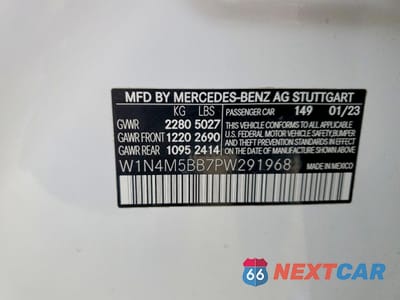 MFD BY MERCEDES-BENZ AG STUTTGART
KG LBS PASSENGER CAR 149 01/23
GVWR 2280 5027
GAWR FRONT 1220 2690
GAWR REAR 1095 2414
THIS VEHICLE CONFORMS TO ALL APPLICABLE
U.S. FEDERAL MOTOR VEHICLE SAFETY, BUMPER
AND THEFT PREVENTION STANDARDS IN EFFECT
ON THE DATE OF MANUFACTURE SHOWN ABOVE.
W1N4M5BB7PW291968 MADE IN MEXICO
66 NEXTCAR